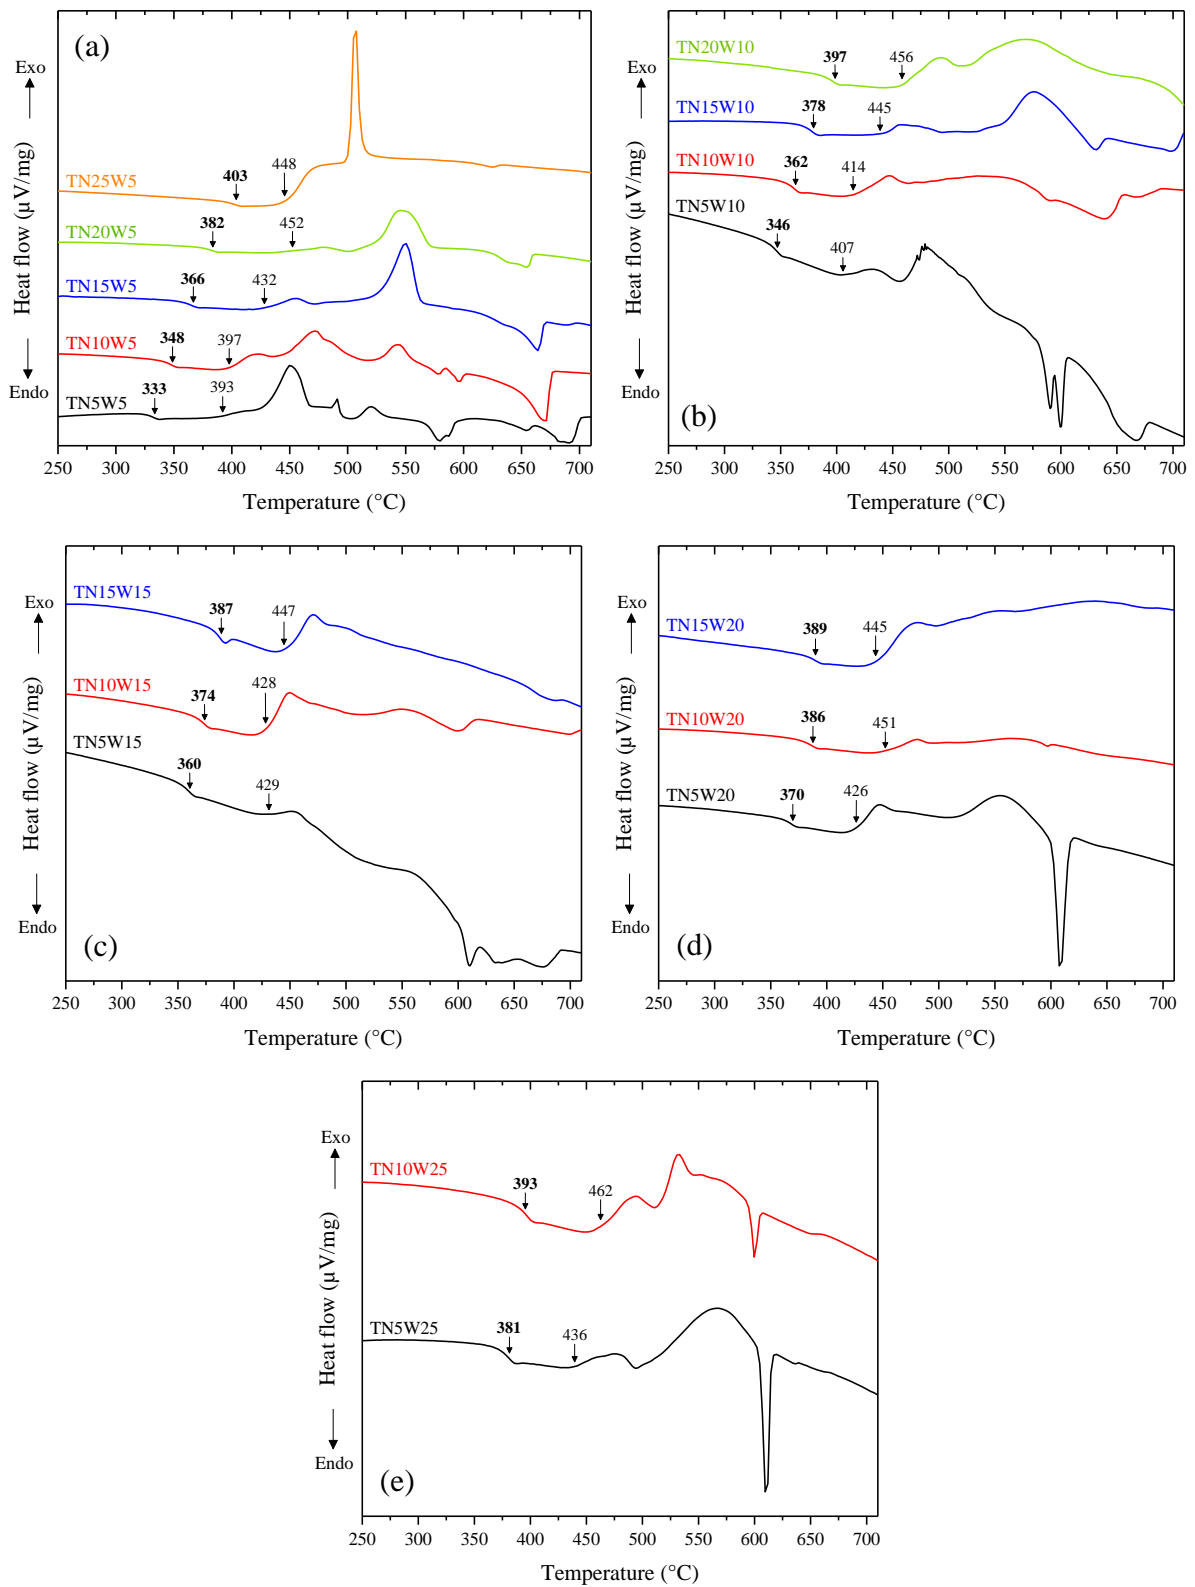 (a)
Exo
Heat flow (µV/mg)
Endo
TN25W5
403
448
TN20W5
382
452
TN15W5
366
432
TN10W5
348
397
TN5W5
333
393
250 300 350 400 450 500 550 600 650 700
Temperature (°C)
(b)
Exo
Heat flow (µV/mg)
Endo
TN20W10
397
456
TN15W10
378
445
TN10W10
362
414
TN5W10
346
407
250 300 350 400 450 500 550 600 650 700
Temperature (°C)
Exo
Heat flow (µV/mg)
Endo
TN15W15
387
447
TN10W15
374
428
TN5W15
360
429
(c)
250 300 350 400 450 500 550 600 650 700
Temperature (°C)
Exo
Heat flow (µV/mg)
Endo
TN15W20
389
445
TN10W20
386
451
TN5W20
370
426
(d)
250 300 350 400 450 500 550 600 650 700
Temperature (°C)
Exo
Heat flow (µV/mg)
Endo
TN10W25
393
462
TN5W25
381
436
(e)
250 300 350 400 450 500 550 600 650 700
Temperature (°C)